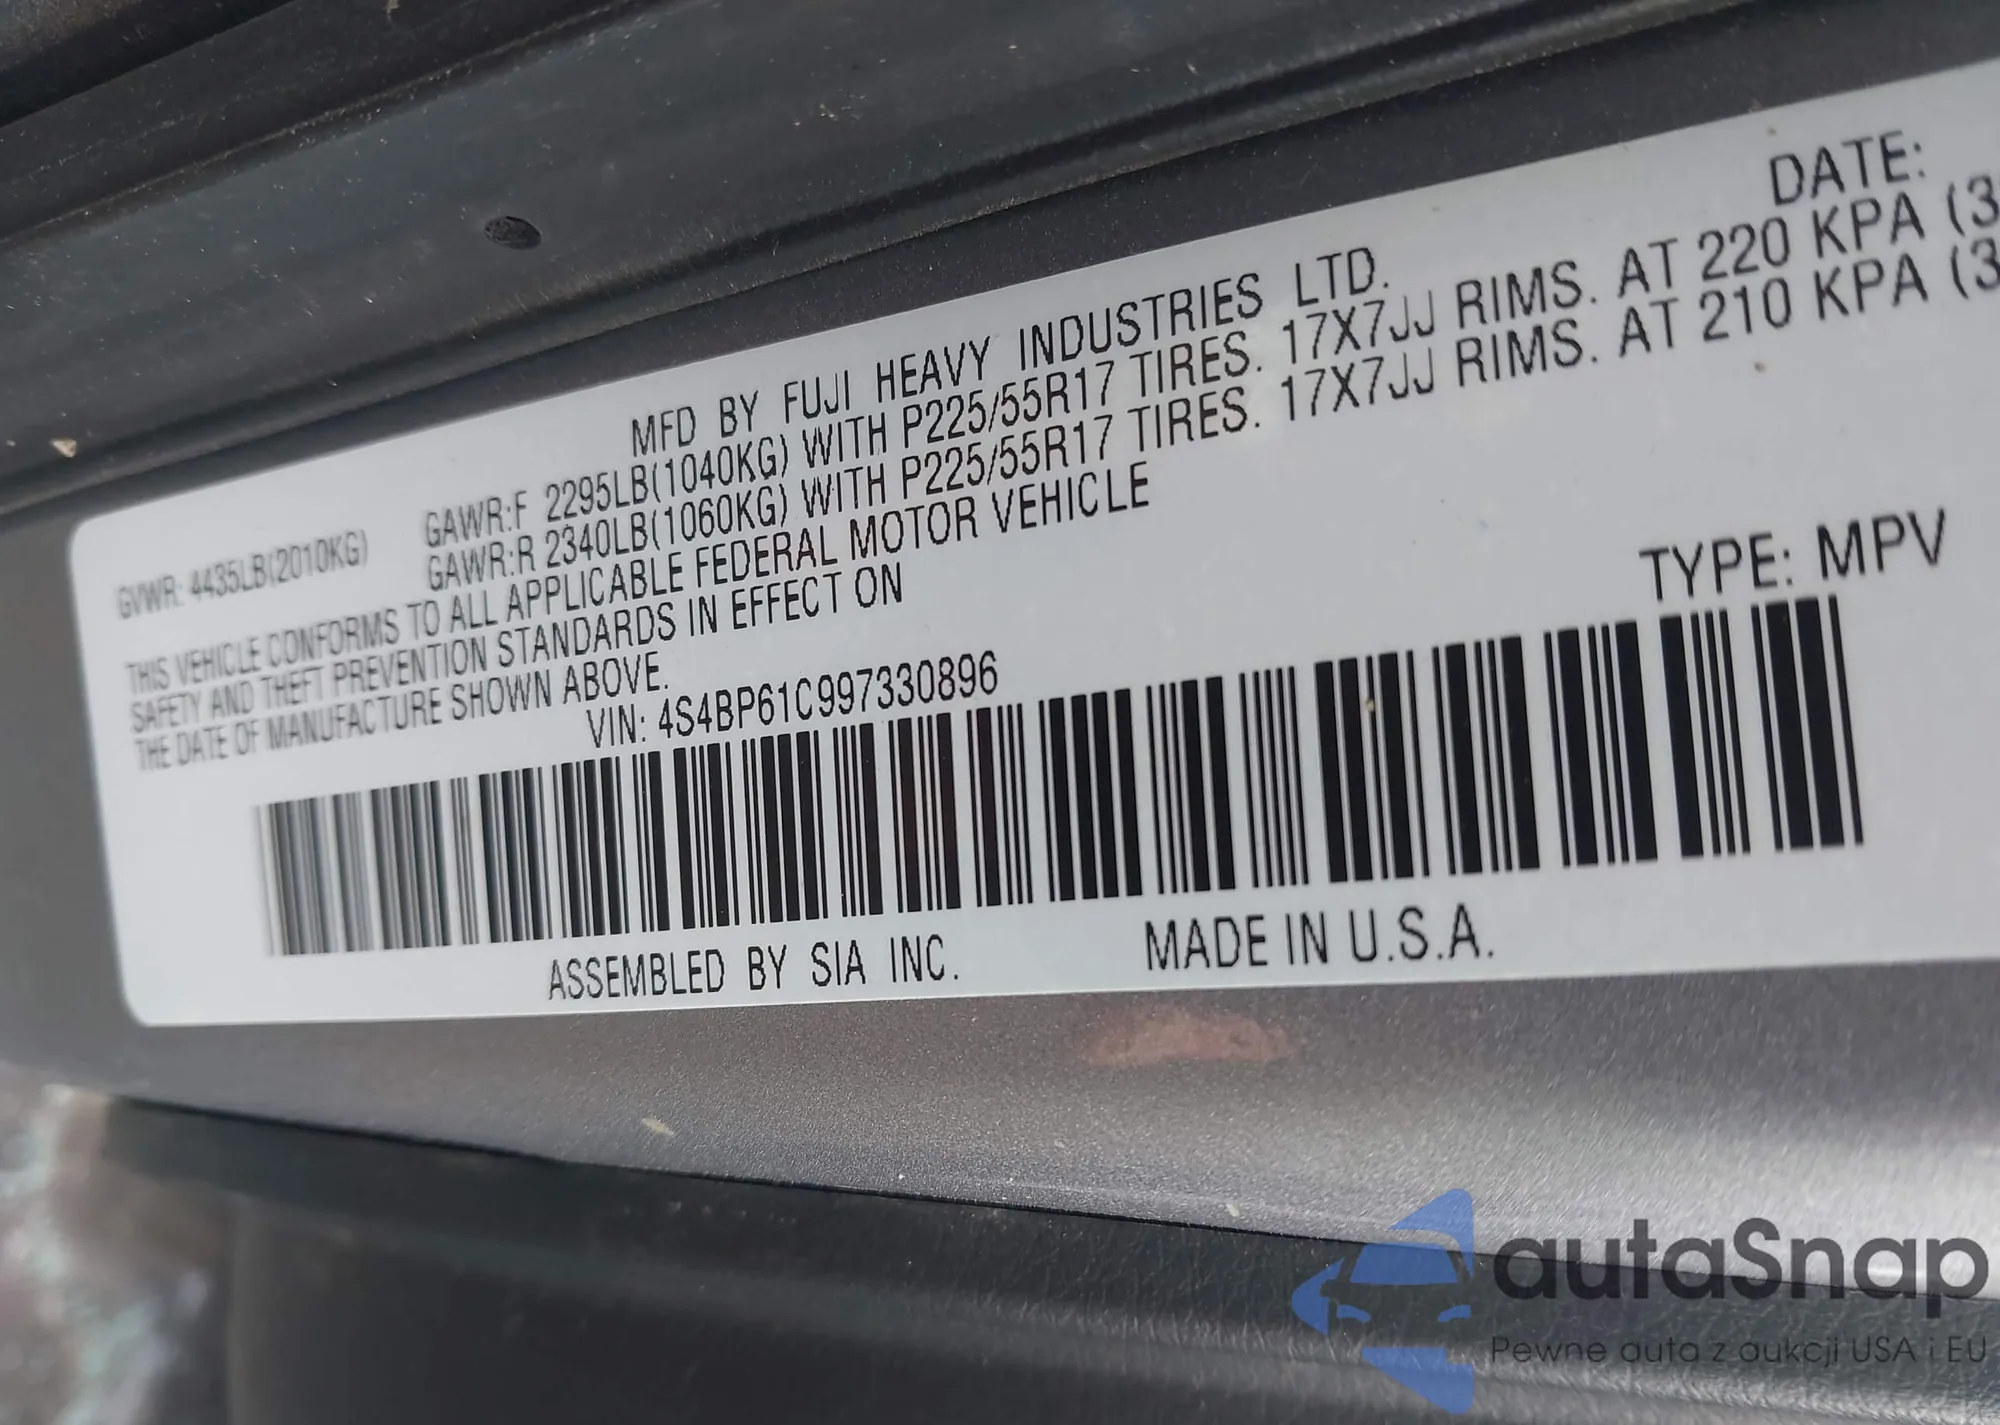 MFD BY FUJI HEAVY INDUSTRIES LTD. DATE:
GVWR: 4435LB(2010KG) GAWR:F 2295LB(1040KG) WITH P225/55R17 TIRES. 17X7JJ RIMS. AT 220 KPA (3
GAWR:R 2340LB(1060KG) WITH P225/55R17 TIRES. 17X7JJ RIMS. AT 210 KPA (3
THIS VEHICLE CONFORMS TO ALL APPLICABLE FEDERAL MOTOR VEHICLE
SAFETY AND THEFT PREVENTION STANDARDS IN EFFECT ON
THE DATE OF MANUFACTURE SHOWN ABOVE.
VIN: 4S4BP61C997330896 TYPE: MPV
ASSEMBLED BY SIA INC. MADE IN U.S.A.
autaSnap
Pewne auta z aukcji USA i EU